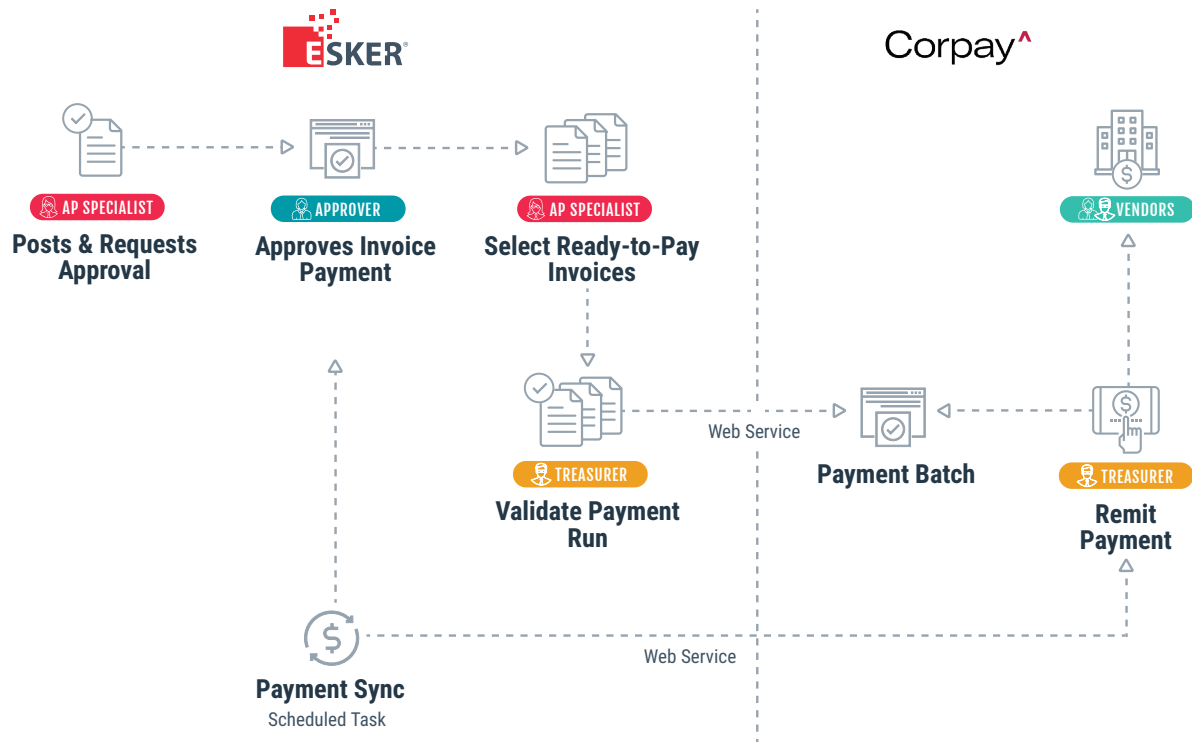 ESKER®
Corpay^
AP SPECIALIST
Posts & Requests
Approval
APPROVER
Approves Invoice
Payment
AP SPECIALIST
Select Ready-to-Pay
Invoices
VENDORS
TREASURER
Validate Payment
Run
Web Service
Payment Batch
TREASURER
Remit
Payment
Payment Sync
Scheduled Task
Web Service